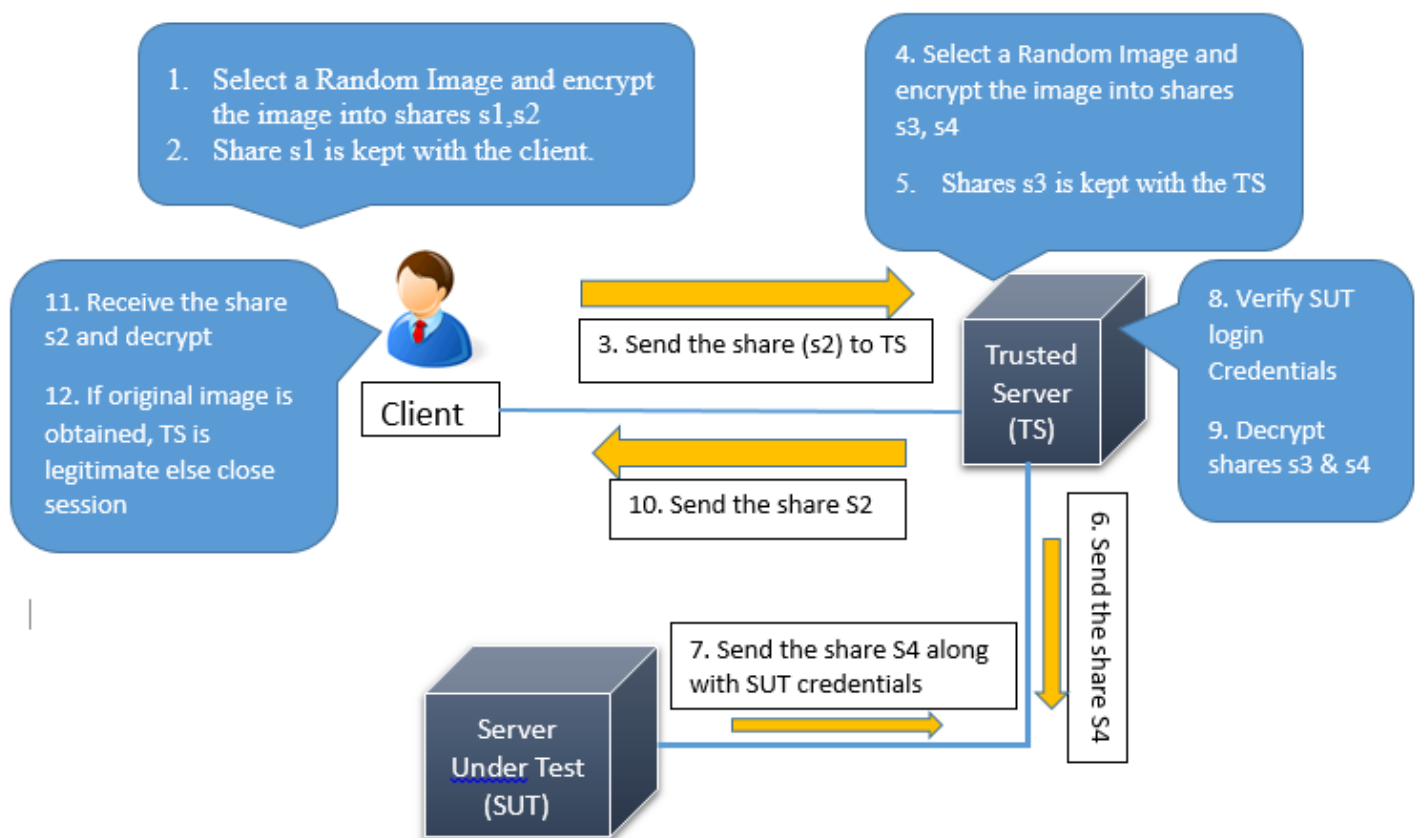 1. Select a Random Image and encrypt
the image into shares s1,s2
2. Share s1 is kept with the client.
4. Select a Random Image and
encrypt the image into shares
s3, s4
5. Shares s3 is kept with the TS
11. Receive the share
s2 and decrypt
12. If original image is
obtained, TS is
legitimate else close
session
Client
3. Send the share (s2) to TS
10. Send the share S2
Trusted
Server
(TS)
8. Verify SUT
login
Credentials
9. Decrypt
shares s3 & s4
6. Send the share S4
7. Send the share S4 along
with SUT credentials
Server
Under Test
(SUT)